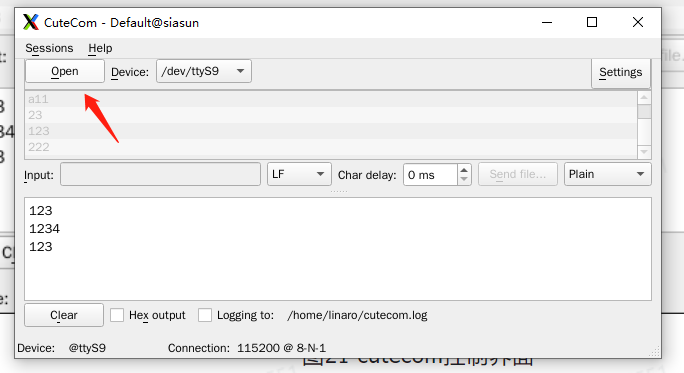 CuteCom - Default@siasun
Sessions Help
Open Device: /dev/ttyS9 Settings
a11
23
123
222
Input: LF Char delay: 0 ms Send file... Plain
123
1234
123
Clear Hex output Logging to: /home/linaro/cutecom.log
Device: @ttyS9 Connection: 115200 @ 8-N-1